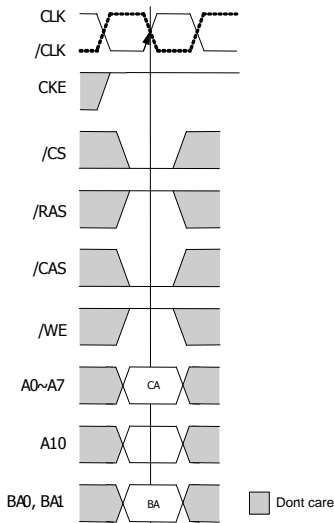 CLK
/CLK
CKE
/CS
/RAS
/CAS
/WE
A0~A7
CA
A10
BA0, BA1
BA
Dont care